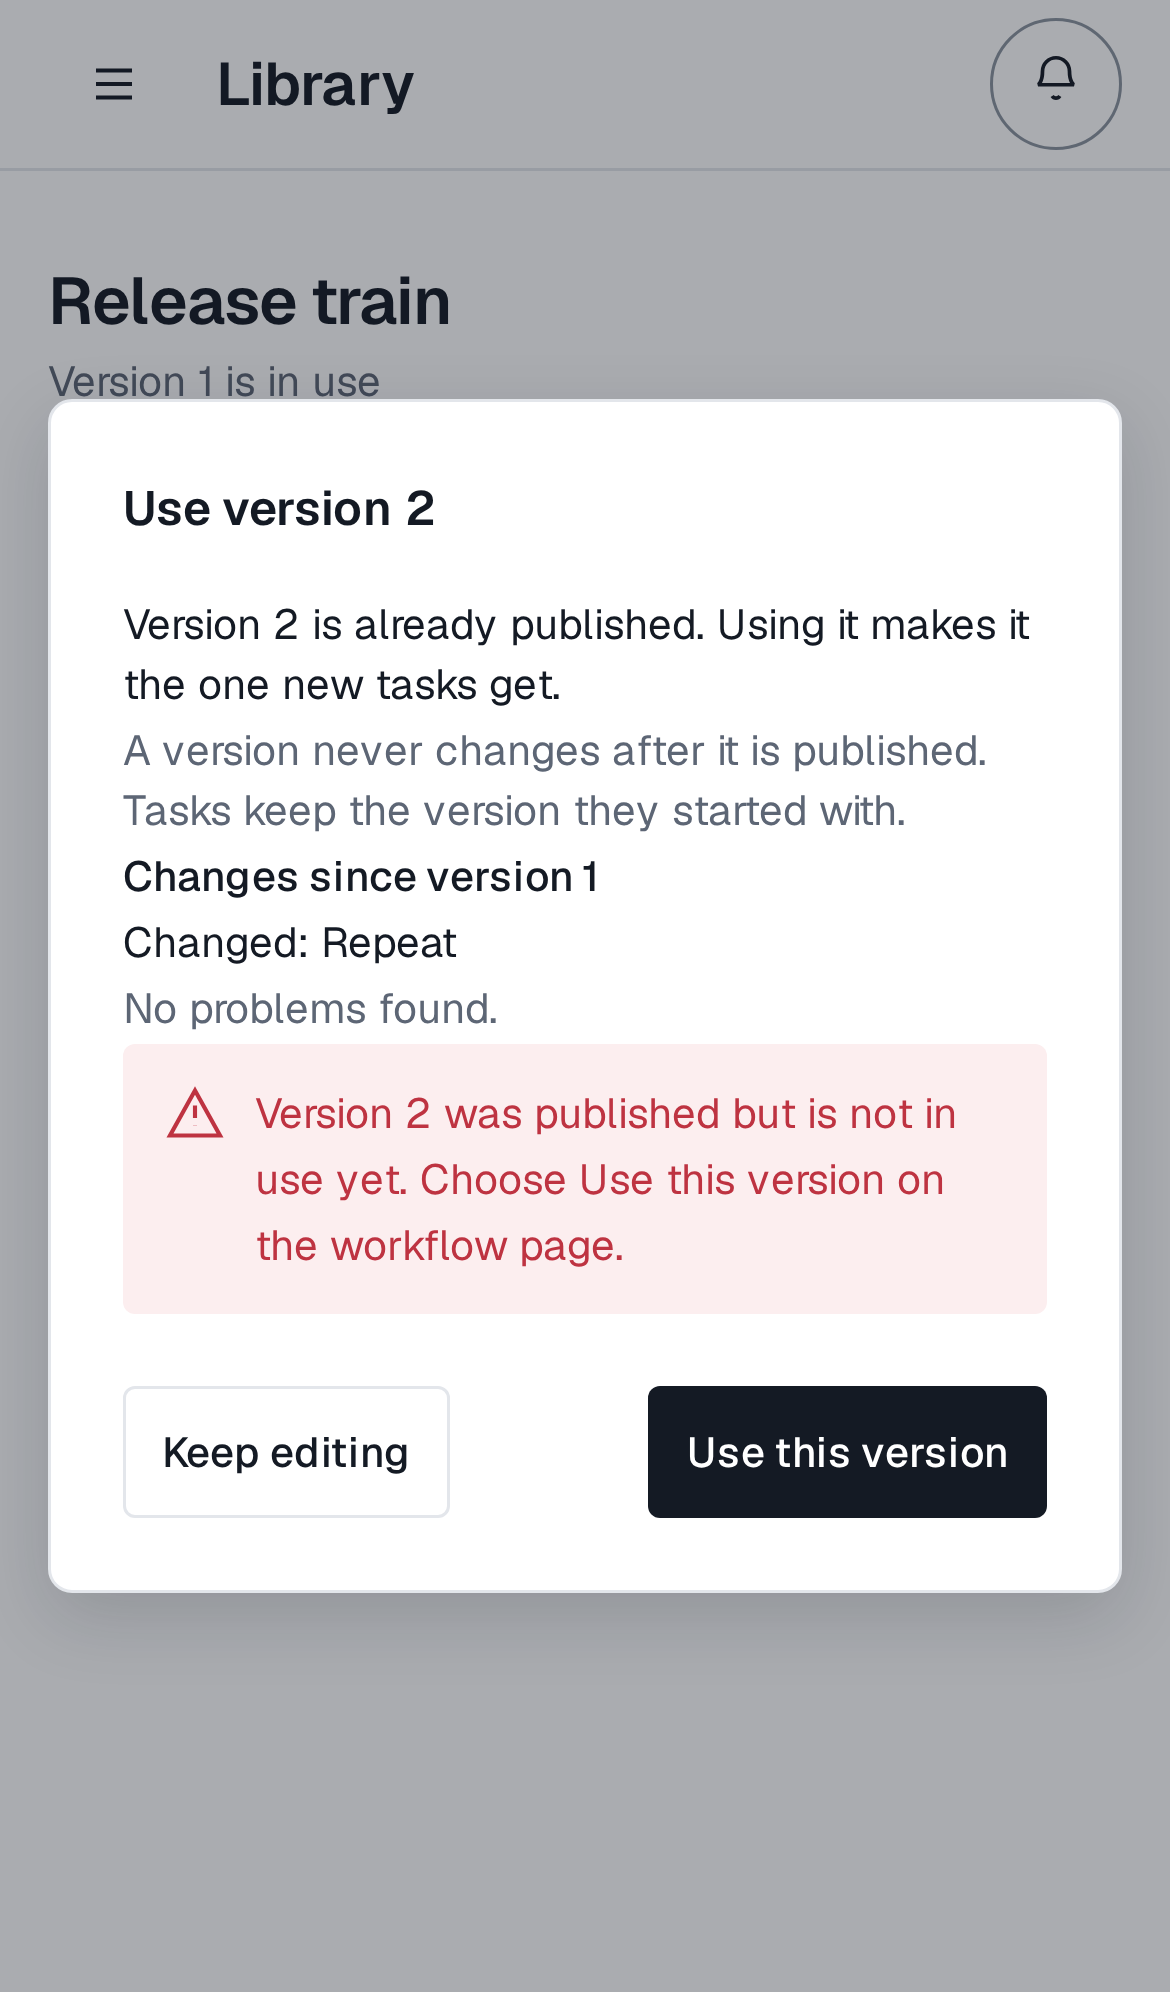 Library
Release train
Version 1 is in use
Use version 2
Version 2 is already published. Using it makes it
the one new tasks get.
A version never changes after it is published.
Tasks keep the version they started with.
Changes since version 1
Changed: Repeat
No problems found.
Version 2 was published but is not in
use yet. Choose Use this version on
the workflow page.
Keep editing
Use this version